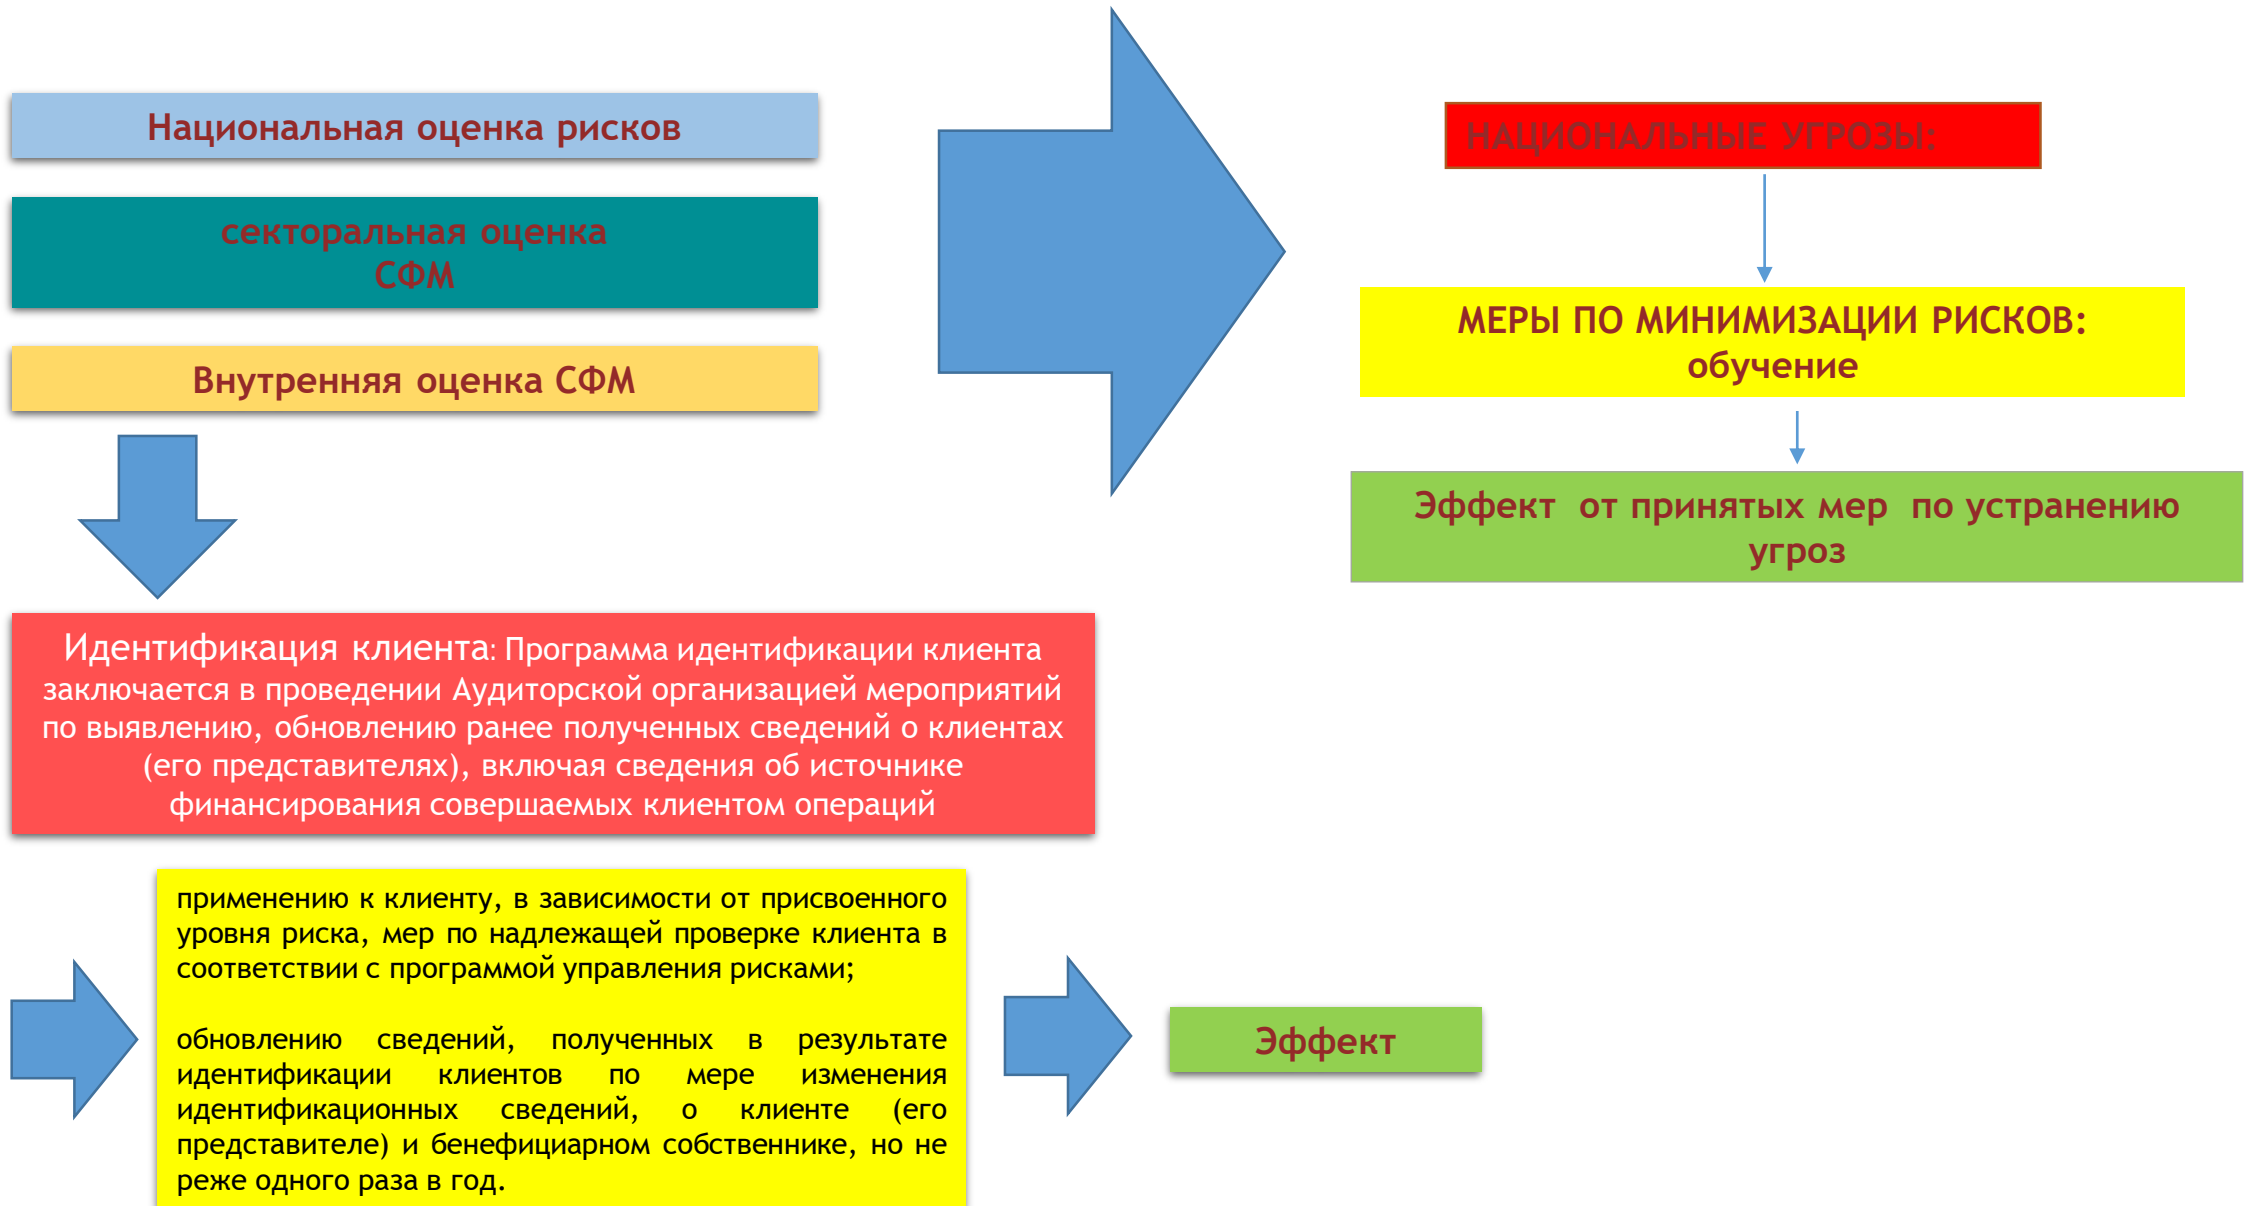 Национальная оценка рисков
секторальная оценка
СФМ
Внутренняя оценка СФМ
НАЦИОНАЛЬНЫЕ УГРОЗЫ:
МЕРЫ ПО МИНИМИЗАЦИИ РИСКОВ:
обучение
Эффект от принятых мер по устранению
угроз
Идентификация клиента: Программа идентификации клиента
заключается в проведении Аудиторской организацией мероприятий
по выявлению, обновлению ранее полученных сведений о клиентах
(его представителях), включая сведения об источнике
финансирования совершаемых клиентом операций
применению к клиенту, в зависимости от присвоенного
уровня риска, мер по надлежащей проверке клиента в
соответствии с программой управления рисками;
обновлению сведений, полученных в результате
идентификации клиентов по мере изменения
идентификационных сведений, о клиенте (его
представителе) и бенефициарном собственнике, но не
реже одного раза в год.
Эффект